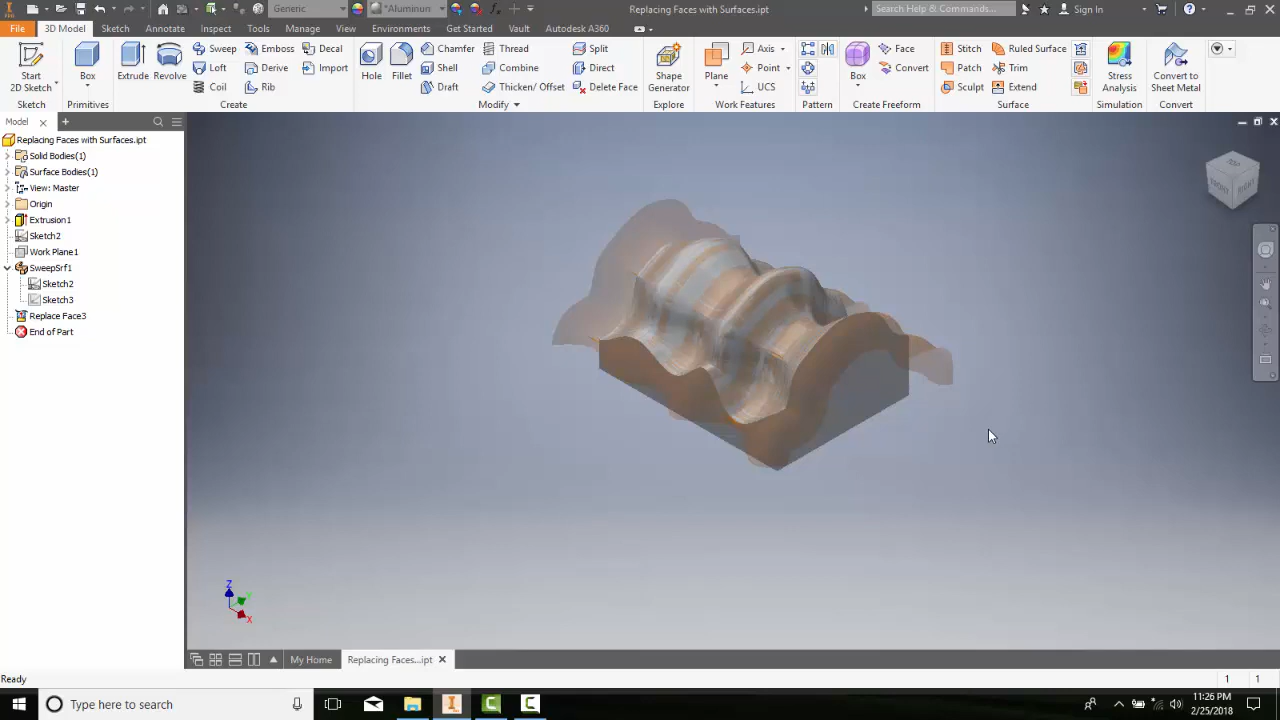 Generic
*Aluminun
Replacing Faces with Surfaces.ipt
Search Help & Commands...
Sign In
File
3D Model
Sketch
Annotate
Inspect
Tools
Manage
View
Environments
Get Started
Vault
Autodesk A360
Start
2D Sketch
Sketch
Box
Primitives
Extrude
Revolve
Sweep
Loft
Coil
Emboss
Derive
Rib
Decal
Import
Create
Hole
Fillet
Chamfer
Shell
Draft
Thread
Combine
Thicken/ Offset
Split
Direct
Delete Face
Modify
Shape
Generator
Explore
Plane
Axis
Point
UCS
Work Features
Pattern
Box
Face
Convert
Create Freeform
Stitch
Patch
Sculpt
Ruled Surface
Trim
Extend
Surface
Stress
Analysis
Simulation
Convert to
Sheet Metal
Convert
Model
Replacing Faces with Surfaces.ipt
Solid Bodies(1)
Surface Bodies(1)
View: Master
Origin
Extrusion1
Sketch2
Work Plane1
SweepSrf1
Sketch2
Sketch3
Replace Face3
End of Part
TOP
FRONT
RIGHT
Z
Y
X
My Home
Replacing Faces...ipt
Ready
1
1
Type here to search
11:26 PM
2/25/2018